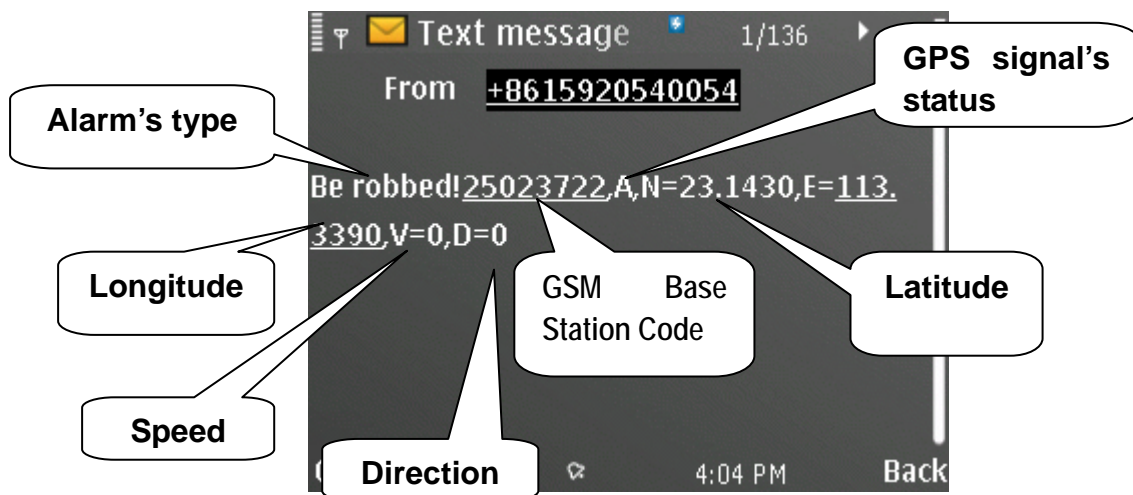 Text message 1/136
GPS signal's
status
From +8615920540054
Alarm's type
Be robbed!25023722,A,N=23.1430,E=113.
3390,V=0,D=0
Longitude
GSM Base
Station Code
Latitude
Speed
Direction
4:04 PM
Back